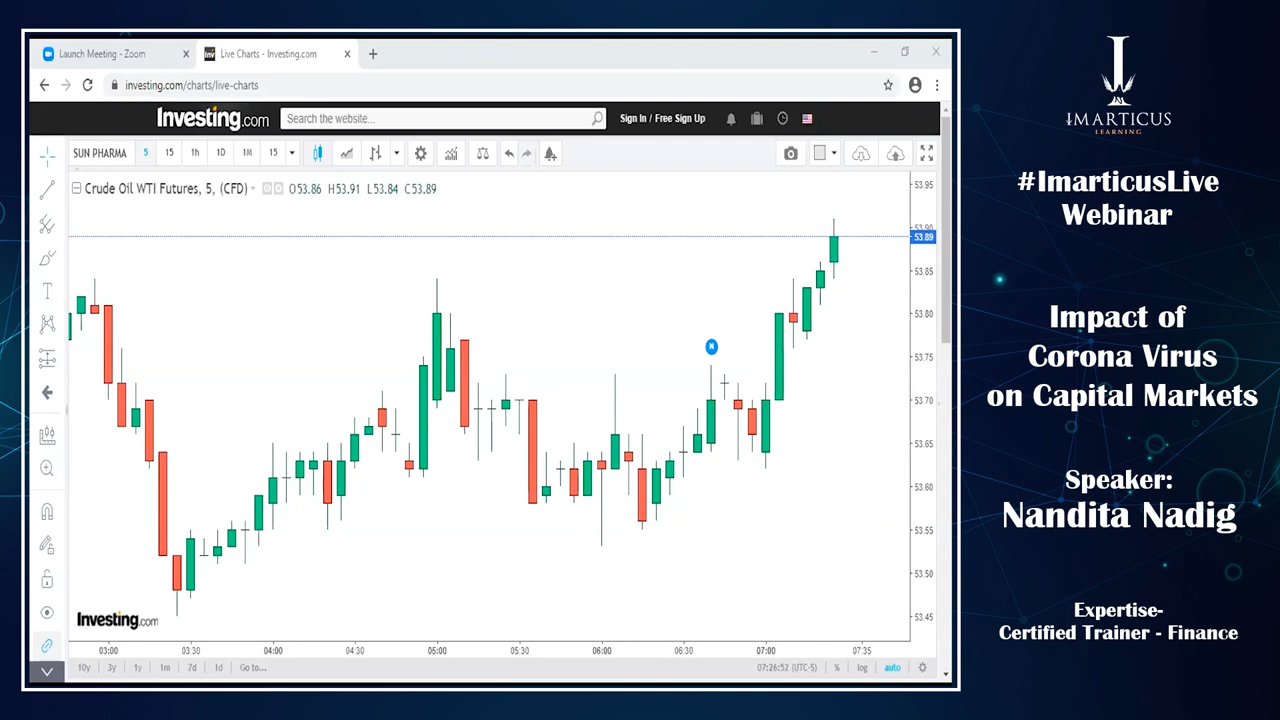 Launch Meeting - Zoom
Inv Live Charts - Investing.com
investing.com/charts/live-charts
Investing.com
Search the website...
Sign In / Free Sign Up
SUN PHARMA 5 15 1h 1D 1M 15
Crude Oil WTI Futures, 5, (CFD) O53.86 H53.91 L53.84 C53.89
53.95
53.90
53.89
53.85
53.80
53.75
53.70
53.65
53.60
53.55
53.50
53.45
N
Investing.com
03:00 03:30 04:00 04:30 05:00 05:30 06:00 06:30 07:00 07:35
10y 3y 1y 1m 7d 1d Go to... 07:26:52 (UTC-5) % log auto
IMARTICUS
LEARNING
#ImarticusLive
Webinar
Impact of
Corona Virus
on Capital Markets
Speaker:
Nandita Nadig
Expertise-
Certified Trainer - Finance